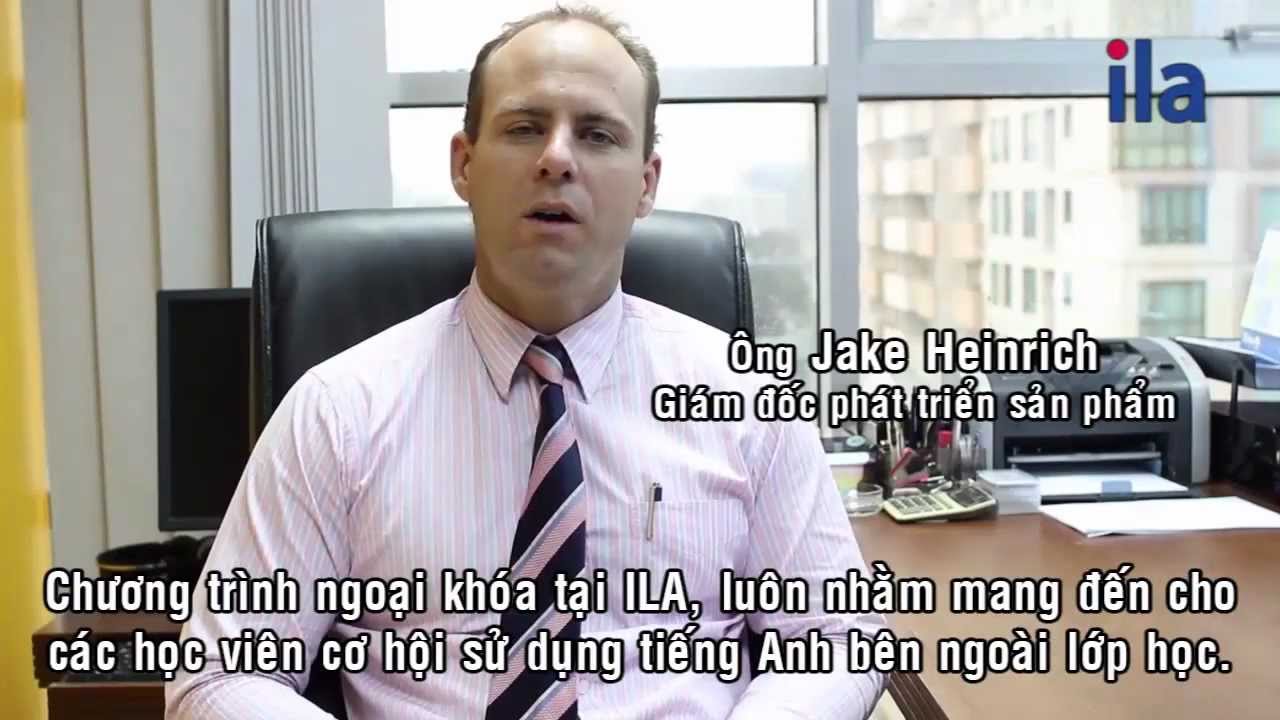 ila
Ông Jake Heinrich
Giám đốc phát triển sản phẩm
Chương trình ngoại khóa tại ILA, luôn nhằm mang đến cho
các học viên cơ hội sử dụng tiếng Anh bên ngoài lớp học.